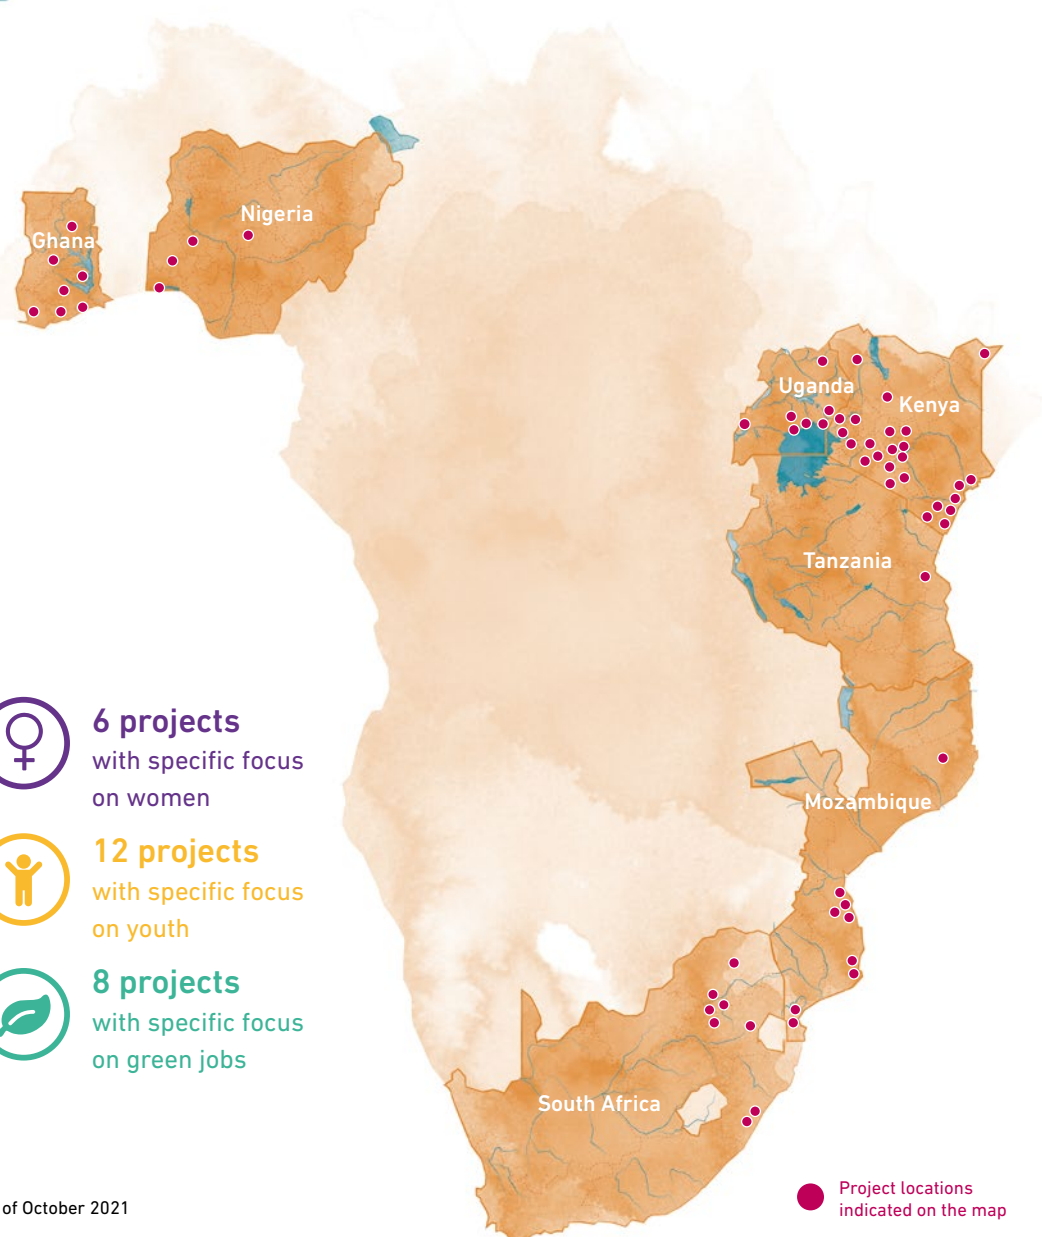 Nigeria
Ghana
Uganda
Kenya
Tanzania
6 projects
with specific focus
on women
Mozambique
12 projects
with specific focus
on youth
8 projects
with specific focus
on green jobs
South Africa
of October 2021
Project locations
indicated on the map